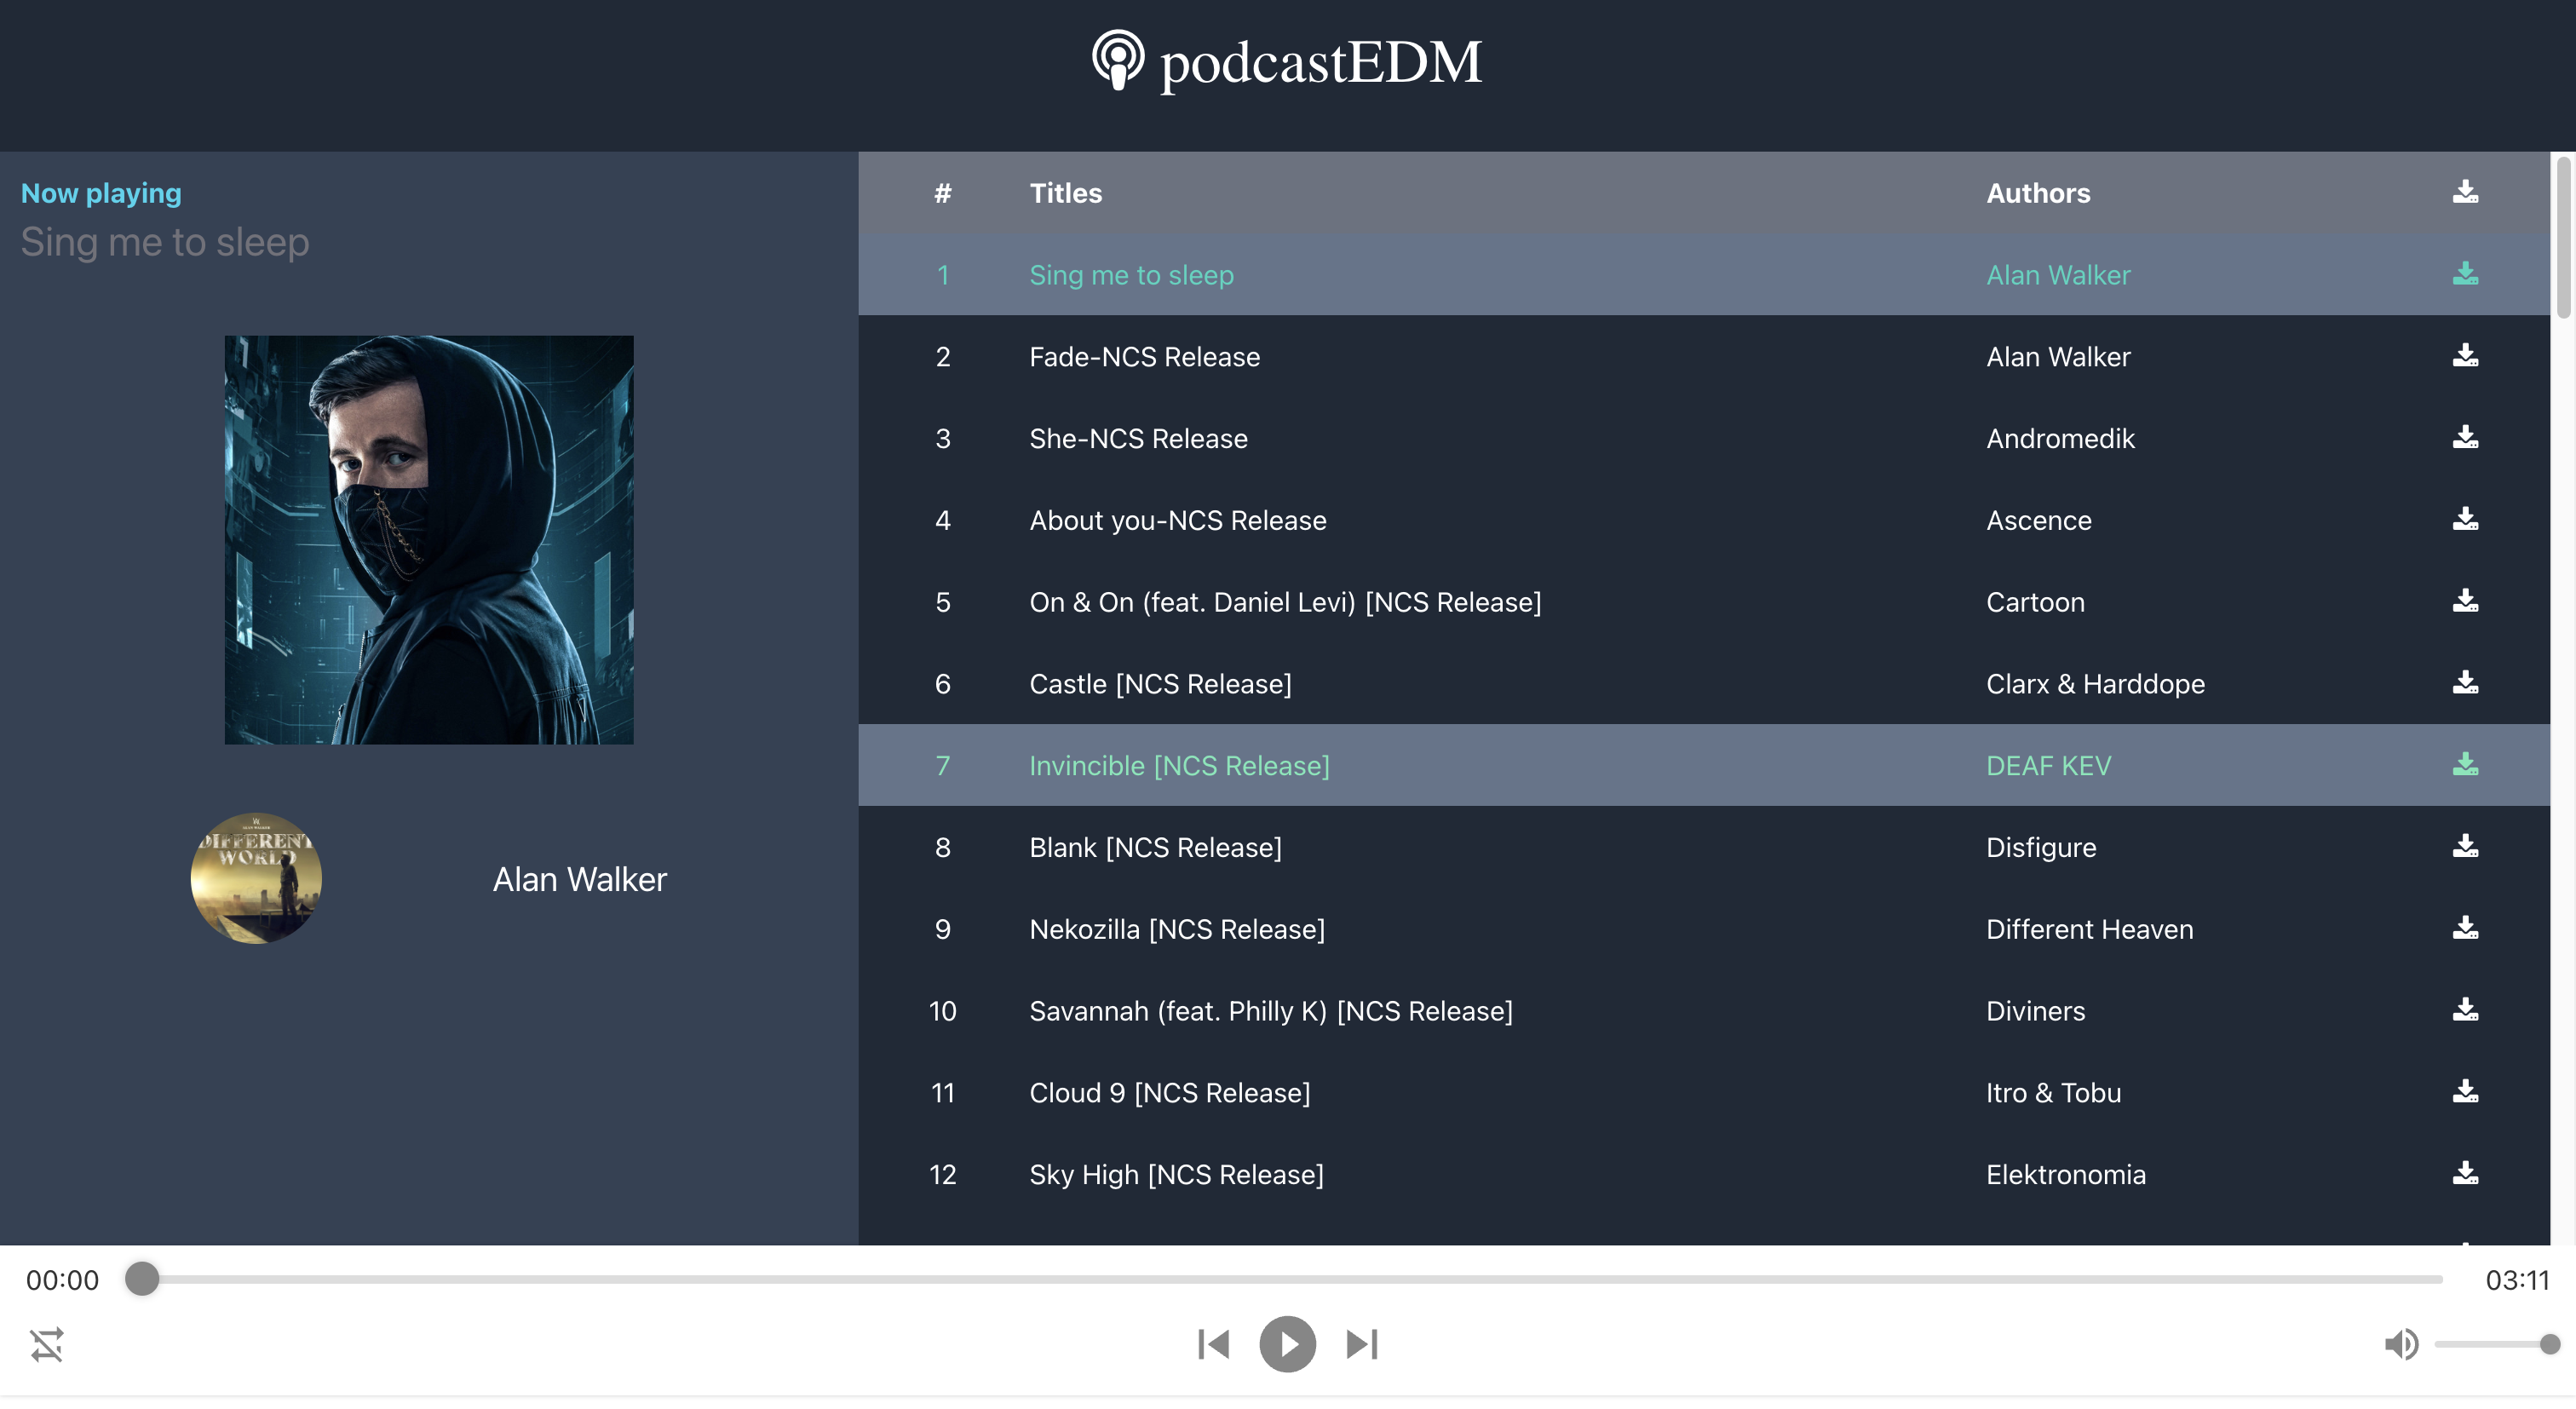 podcastEDM
Now playing
Sing me to sleep
DIFFERENT
WORLD
Alan Walker
# Titles Authors
1 Sing me to sleep Alan Walker
2 Fade-NCS Release Alan Walker
3 She-NCS Release Andromedik
4 About you-NCS Release Ascence
5 On & On (feat. Daniel Levi) [NCS Release] Cartoon
6 Castle [NCS Release] Clarx & Harddope
7 Invincible [NCS Release] DEAF KEV
8 Blank [NCS Release] Disfigure
9 Nekozilla [NCS Release] Different Heaven
10 Savannah (feat. Philly K) [NCS Release] Diviners
11 Cloud 9 [NCS Release] Itro & Tobu
12 Sky High [NCS Release] Elektronomia
00:00 03:11